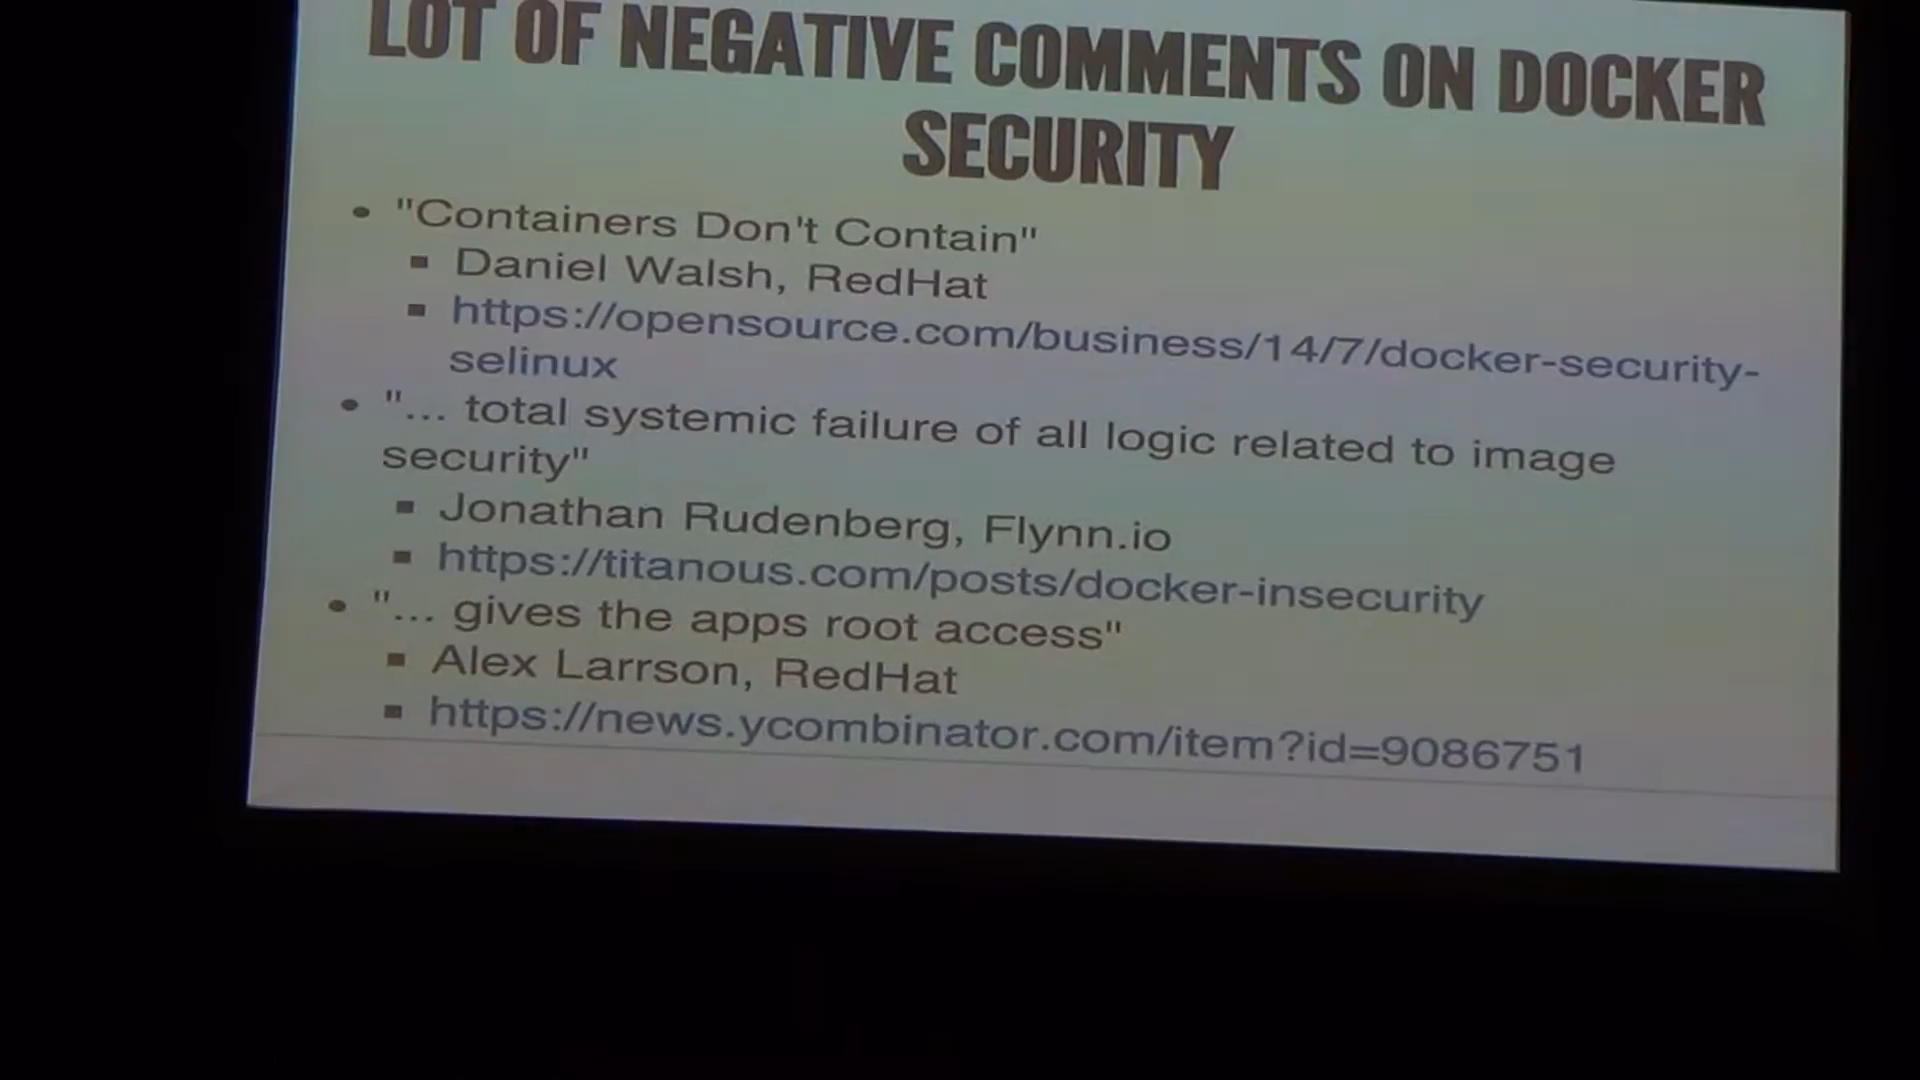 LOT OF NEGATIVE COMMENTS ON DOCKER
SECURITY
• "Containers Don't Contain"
▪ Daniel Walsh, RedHat
▪ https://opensource.com/business/14/7/docker-security-
selinux
• "... total systemic failure of all logic related to image
security"
▪ Jonathan Rudenberg, Flynn.io
▪ https://titanous.com/posts/docker-insecurity
• "... gives the apps root access"
▪ Alex Larrson, RedHat
▪ https://news.ycombinator.com/item?id=9086751